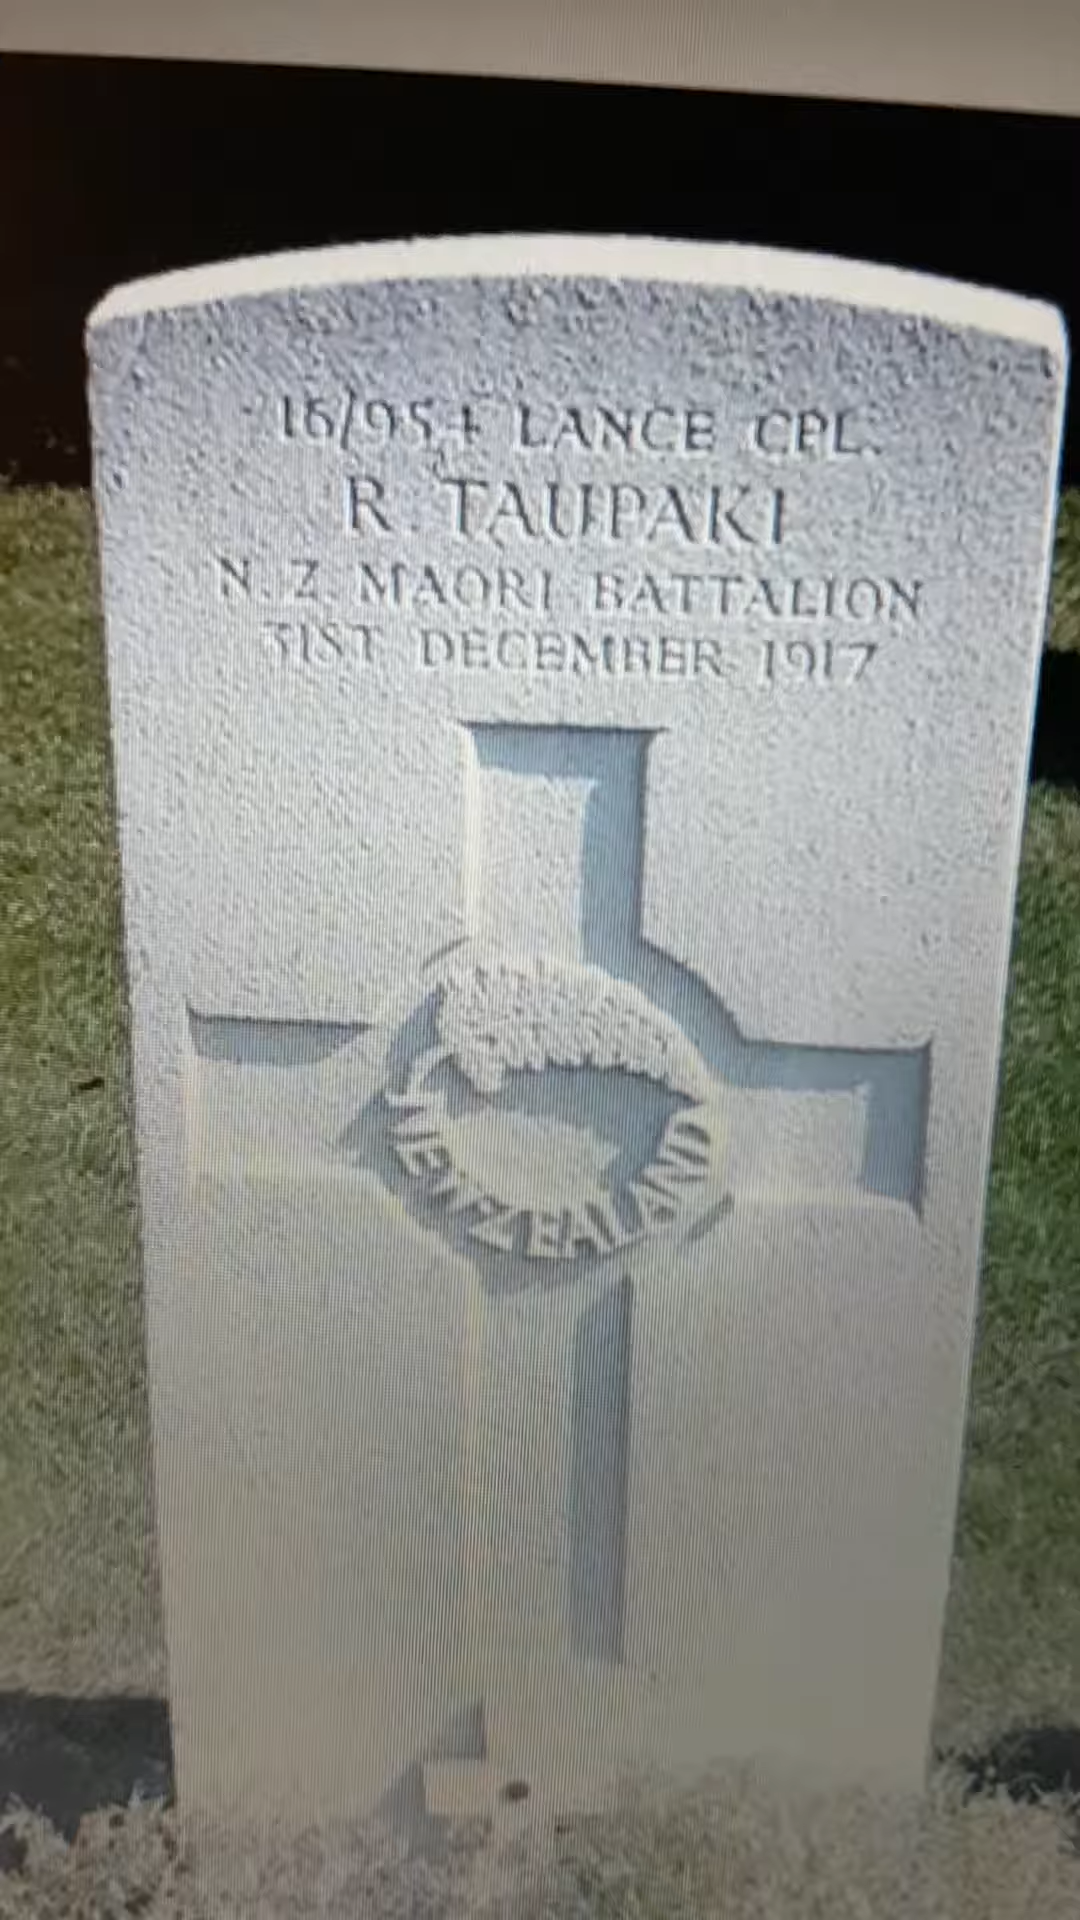 16/954 LANCE CPL.
R. TAUPAKI
N.Z. MAORI BATTALION
31ST DECEMBER 1917
NEW ZEALAND